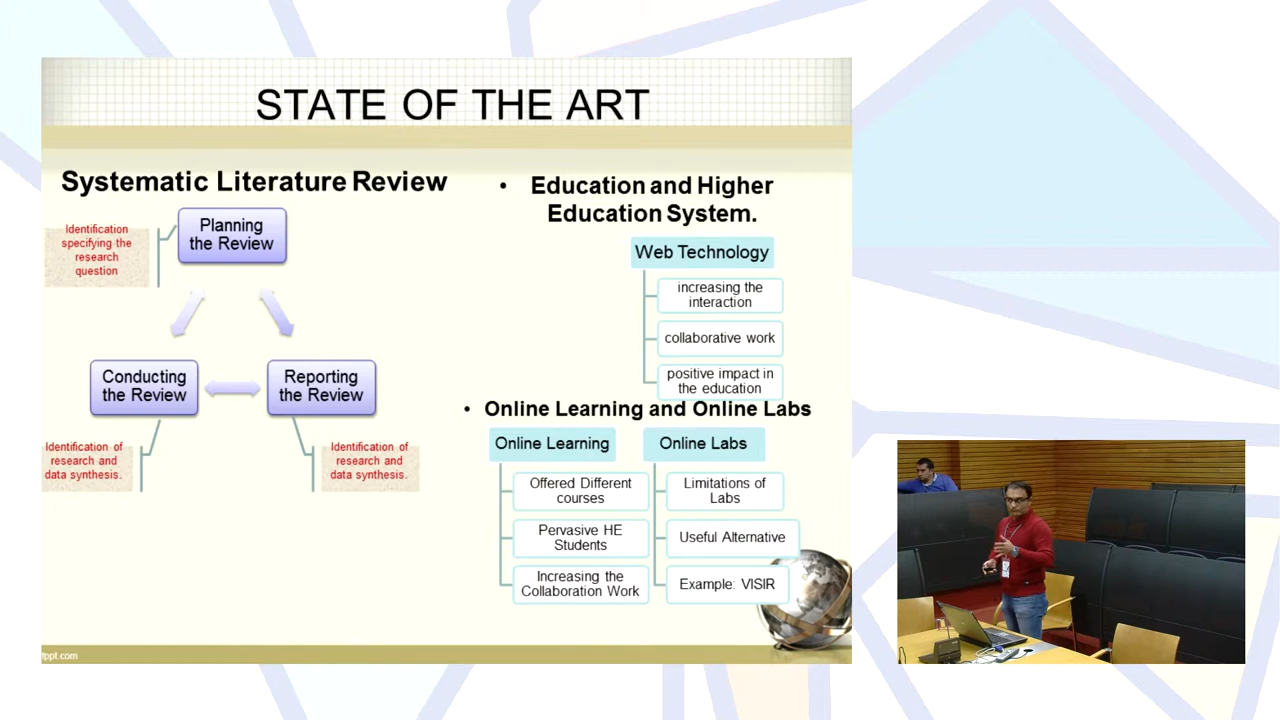 STATE OF THE ART
Systematic Literature Review
Planning
the Review
Identification
specifying the
research
question
Conducting
the Review
Reporting
the Review
Identification of
research and
data synthesis.
Identification of
research and
data synthesis.
• Education and Higher
Education System.
Web Technology
increasing the
interaction
collaborative work
positive impact in
the education
• Online Learning and Online Labs
Online Learning
Offered Different
courses
Pervasive HE
Students
Increasing the
Collaboration Work
Online Labs
Limitations of
Labs
Useful Alternative
Example: VISIR
fppt.com